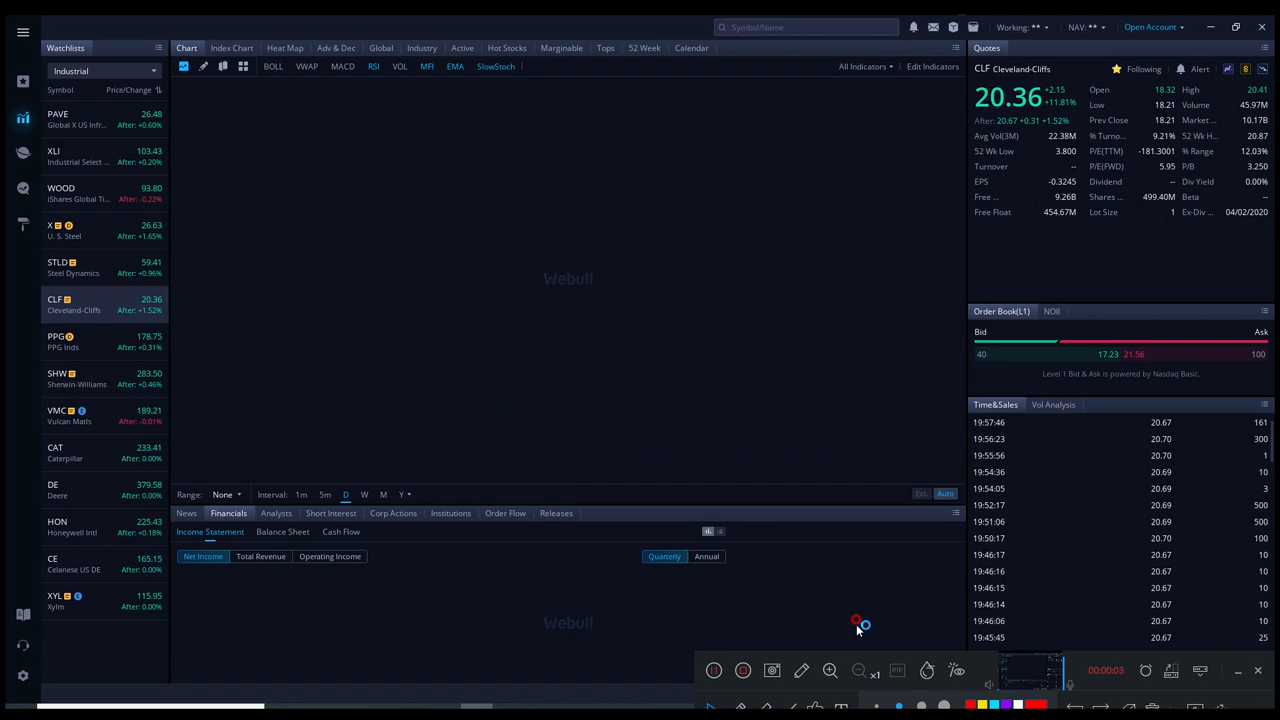 Symbol/Name
Working: ** NAV: ** Open Account
Watchlists
Industrial
Symbol Price/Change
PAVE 26.48
Global X US Infr... After: +0.60%
XLI 103.43
Industrial Select ... After: +0.20%
WOOD 93.80
iShares Global Ti... After: -0.22%
X D 26.63
U. S. Steel After: +1.65%
STLD 59.41
Steel Dynamics After: +0.96%
CLF 20.36
Cleveland-Cliffs After: +1.52%
PPG D 178.75
PPG Inds After: +0.31%
SHW 283.50
Sherwin-Williams After: +0.46%
VMC E 189.21
Vulcan Matls After: -0.01%
CAT 233.41
Caterpillar After: 0.00%
DE 379.58
Deere After: 0.00%
HON 225.43
Honeywell Intl After: +0.18%
CE 165.15
Celanese US DE After: 0.00%
XYL E 115.95
Xylm After: 0.00%
Chart Index Chart Heat Map Adv & Dec Global Industry Active Hot Stocks Marginable Tops 52 Week Calendar
BOLL VWAP MACD RSI VOL MFI EMA SlowStoch All Indicators Edit Indicators
Webull
Range: None Interval: 1m 5m D W M Y Ext. Auto
News Financials Analysts Short Interest Corp Actions Institutions Order Flow Releases
Income Statement Balance Sheet Cash Flow
Net Income Total Revenue Operating Income Quarterly Annual
Webull
Quotes
CLF Cleveland-Cliffs Following Alert
20.36 +2.15 +11.81%
After: 20.67 +0.31 +1.52%
Open 18.32 High 20.41
Low 18.21 Volume 45.97M
Prev Close 18.21 Market ... 10.17B
Avg Vol(3M) 22.38M % Turno... 9.21% 52 Wk H... 20.87
52 Wk Low 3.800 P/E(TTM) -181.3001 % Range 12.03%
Turnover -- P/E(FWD) 5.95 P/B 3.250
EPS -0.3245 Dividend -- Div Yield 0.00%
Free ... 9.26B Shares ... 499.40M Beta --
Free Float 454.67M Lot Size 1 Ex-Div ... 04/02/2020
Order Book(L1) NOII
Bid Ask
40 17.23 21.56 100
Level 1 Bid & Ask is powered by Nasdaq Basic.
Time&Sales Vol Analysis
19:57:46 20.67 161
19:56:23 20.70 300
19:55:56 20.70 1
19:54:36 20.69 10
19:54:05 20.69 3
19:52:17 20.69 500
19:51:06 20.69 500
19:50:17 20.70 100
19:46:17 20.67 10
19:46:16 20.67 10
19:46:15 20.67 10
19:46:14 20.67 10
19:46:06 20.67 10
19:45:45 20.67 25
x1 PIP 00:00:03